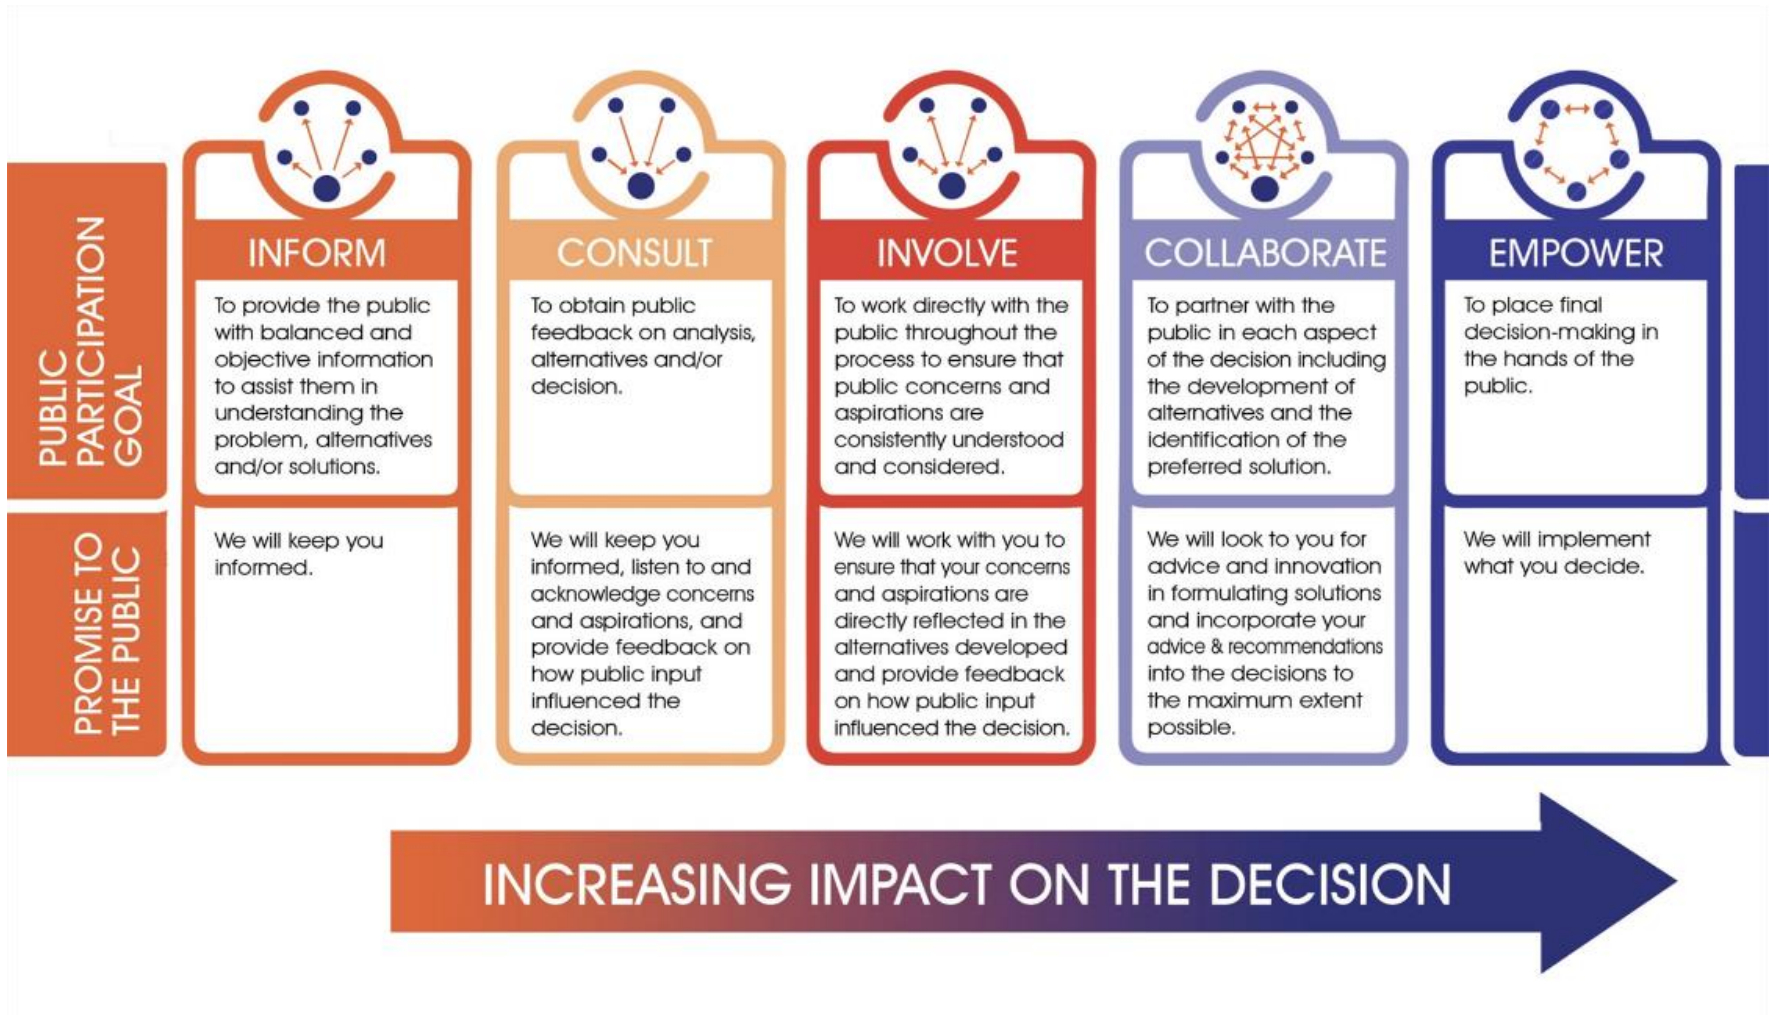 PUBLIC
PARTICIPATION
GOAL
INFORM
To provide the public
with balanced and
objective information
to assist them in
understanding the
problem, alternatives
and/or solutions.
CONSULT
To obtain public
feedback on analysis,
alternatives and/or
decision.
INVOLVE
To work directly with the
public throughout the
process to ensure that
public concerns and
aspirations are
consistently understood
and considered.
COLLABORATE
To partner with the
public in each aspect
of the decision including
the development of
alternatives and the
identification of the
preferred solution.
EMPOWER
To place final
decision-making in
the hands of the
public.
PROMISE TO
THE PUBLIC
We will keep you
informed.
We will keep you
informed, listen to and
acknowledge concerns
and aspirations, and
provide feedback on
how public input
influenced the
decision.
We will work with you to
ensure that your concerns
and aspirations are
directly reflected in the
alternatives developed
and provide feedback
on how public input
influenced the decision.
We will look to you for
advice and innovation
in formulating solutions
and incorporate your
advice & recommendations
into the decisions to
the maximum extent
possible.
We will implement
what you decide.
INCREASING IMPACT ON THE DECISION